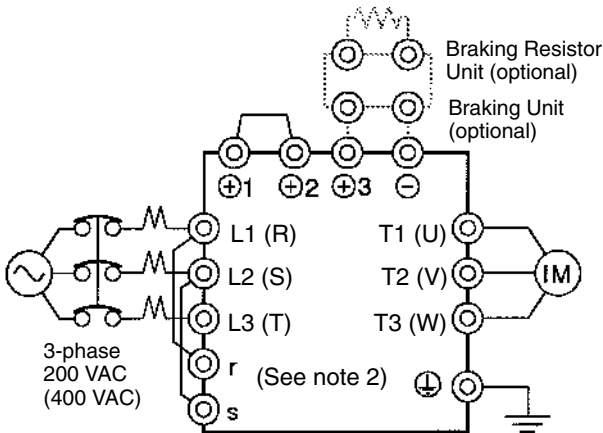 Braking Resistor
Unit (optional)
Braking Unit
(optional)
⊕1 ⊕2 ⊕3 ⊖
L1 (R) T1 (U)
L2 (S) T2 (V) IM
L3 (T) T3 (W)
3-phase
200 VAC
(400 VAC)
r (See note 2)
s